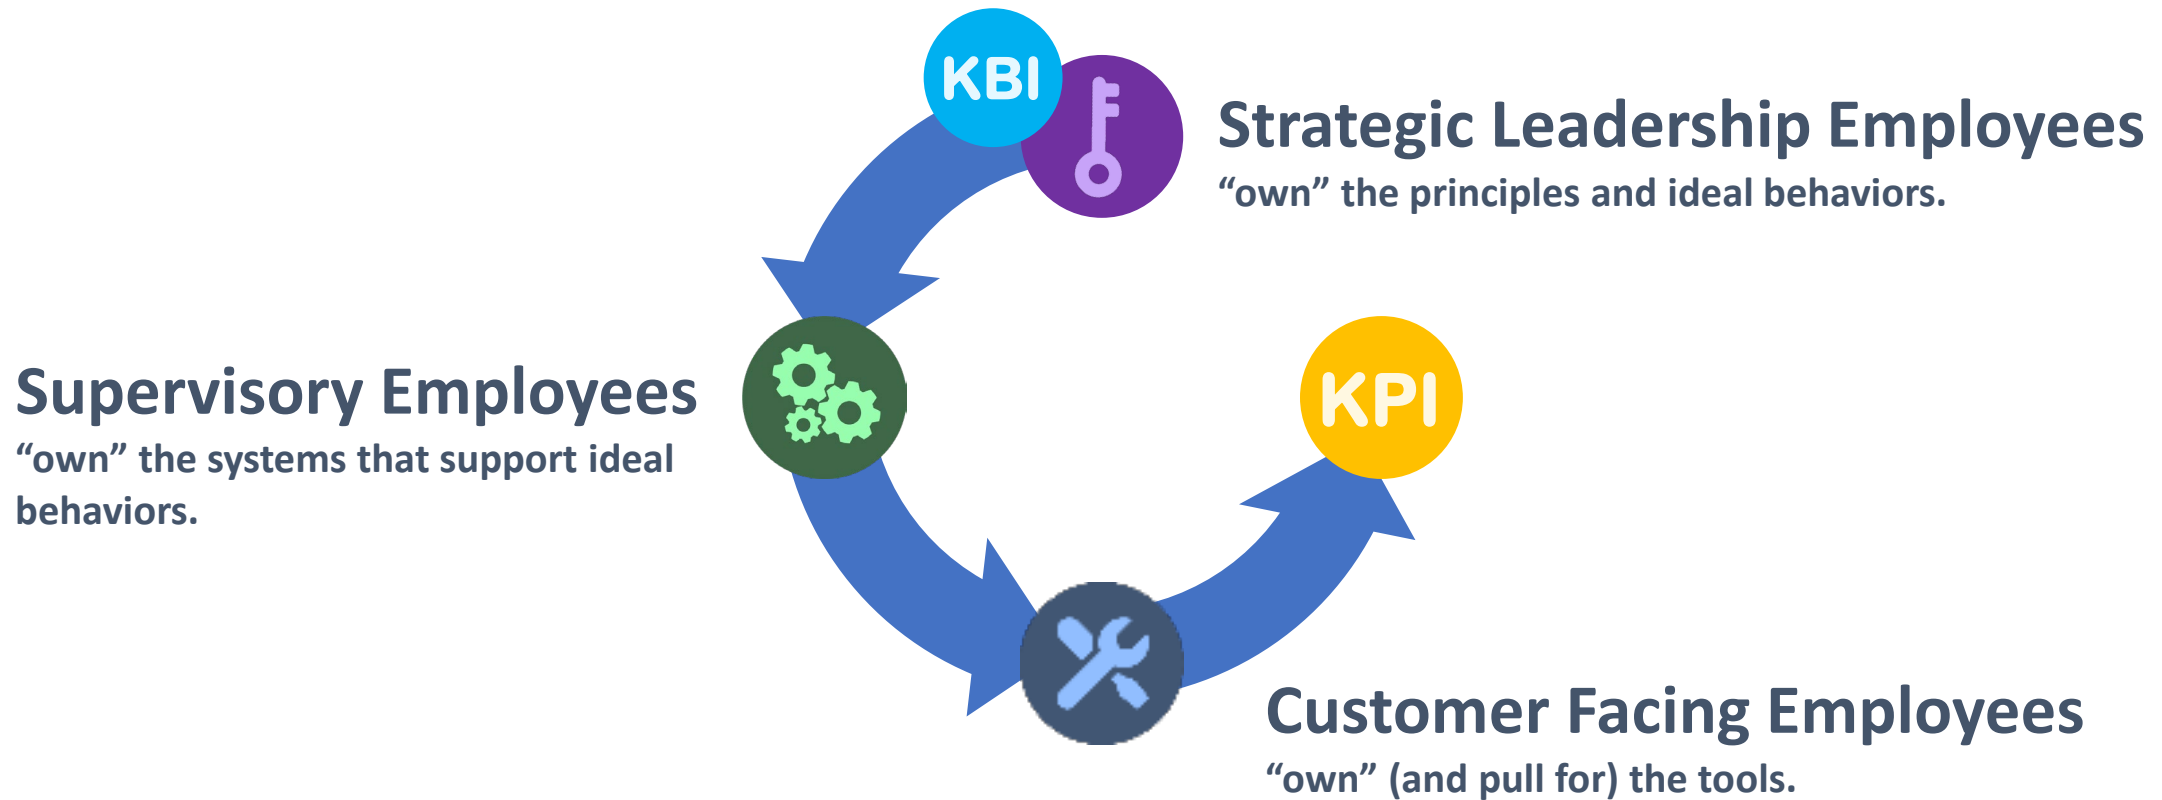 KBI
Strategic Leadership Employees
“own” the principles and ideal behaviors.
Supervisory Employees
“own” the systems that support ideal
behaviors.
KPI
Customer Facing Employees
“own” (and pull for) the tools.